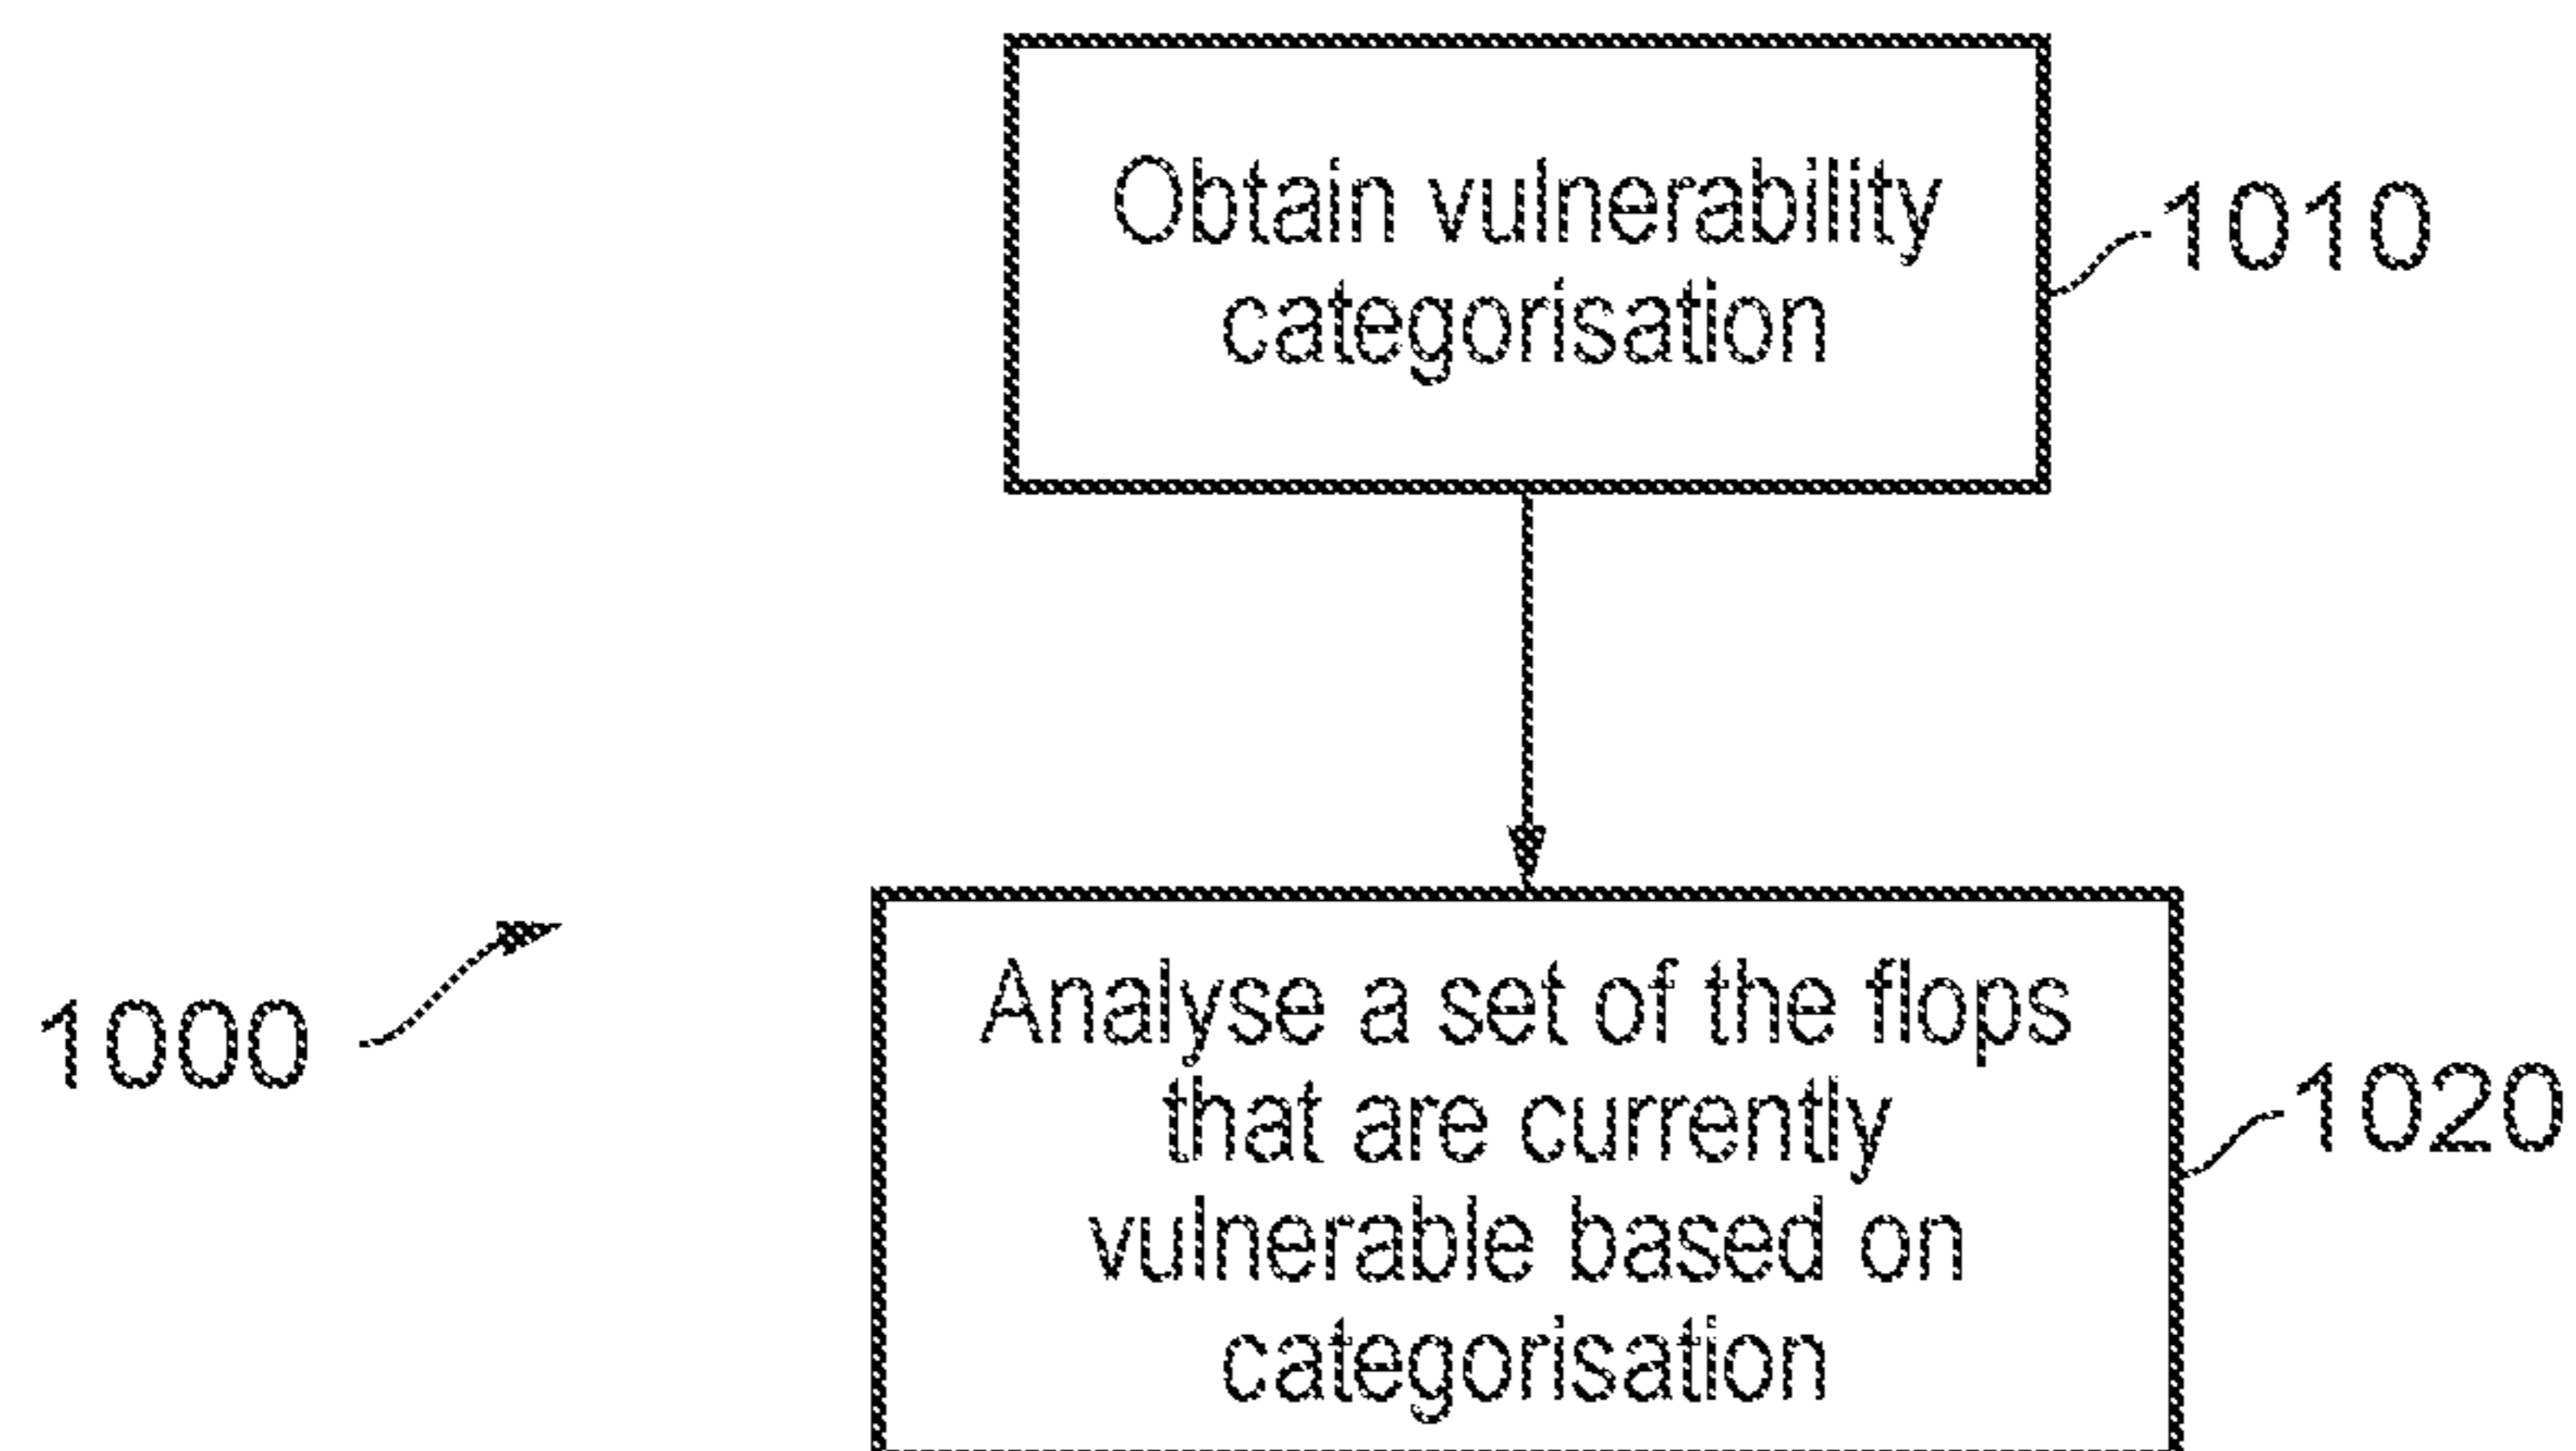 Obtain vulnerability
categorisation
1010
1000
Analyse a set of the flops
that are currently
vulnerable based on
categorisation
1020